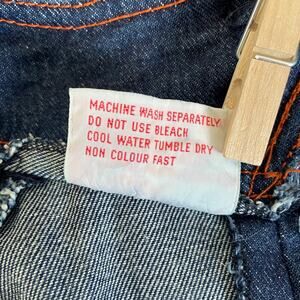 MACHINE WASH SEPARATELY
DO NOT USE BLEACH
COOL WATER TUMBLE DRY
NON COLOUR FAST